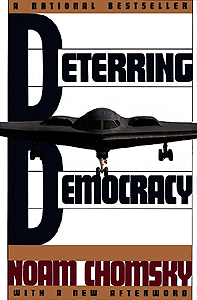 A NATIONAL BESTSELLER
DETERRING
DEMOCRACY
NOAM CHOMSKY
WITH A NEW AFTERWORD